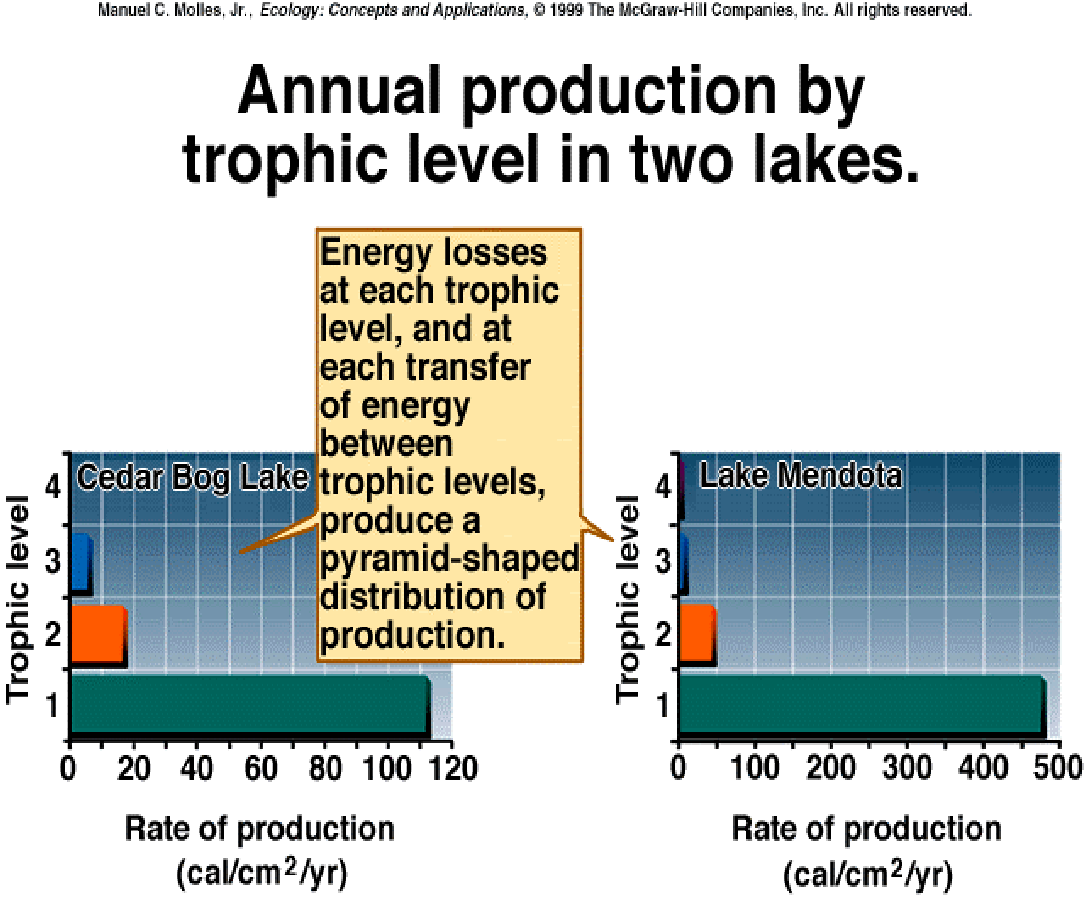 Manuel C. Molles, Jr., Ecology: Concepts and Applications, © 1999 The McGraw-Hill Companies, Inc. All rights reserved.
Annual production by
trophic level in two lakes.
Energy losses
at each trophic
level, and at
each transfer
of energy
between
trophic levels,
produce a
pyramid-shaped
distribution of
production.
Cedar Bog Lake
Trophic level
4
3
2
1
0 20 40 60 80 100 120
Rate of production
(cal/cm²/yr)
Lake Mendota
Trophic level
4
3
2
1
0 100 200 300 400 500
Rate of production
(cal/cm²/yr)